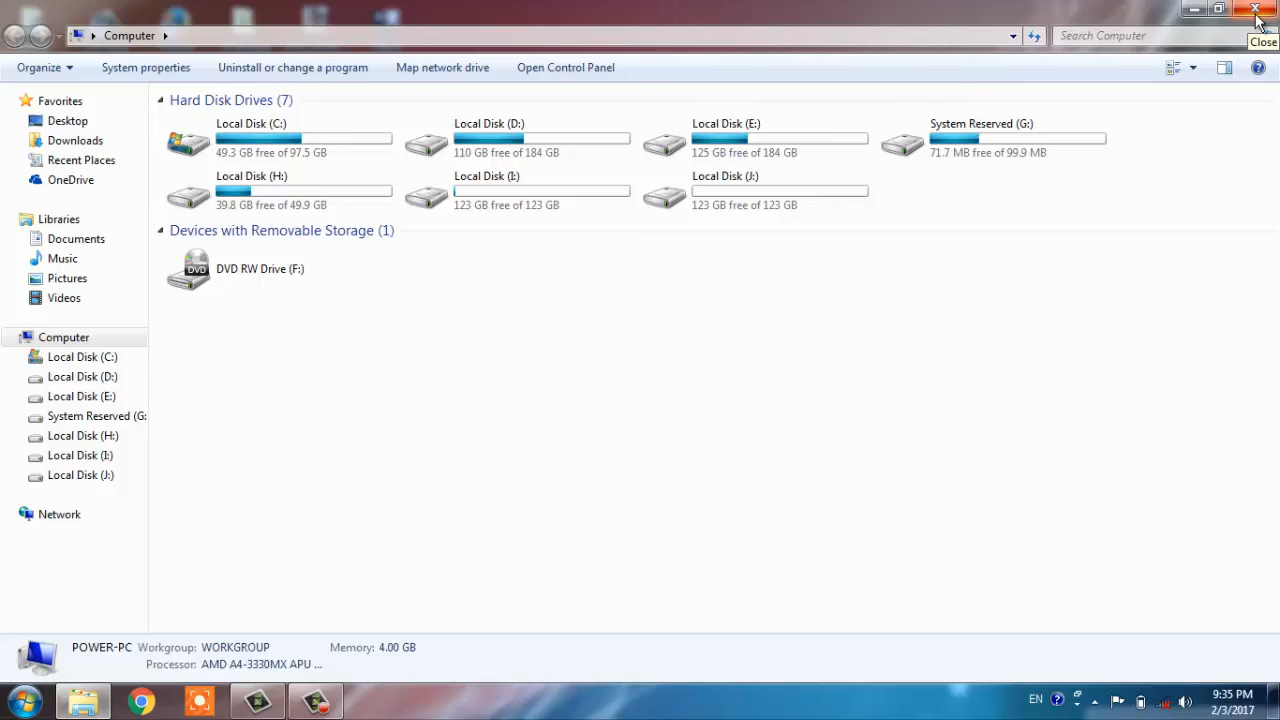 Computer
Search Computer
Close
Organize
System properties
Uninstall or change a program
Map network drive
Open Control Panel
Favorites
Desktop
Downloads
Recent Places
OneDrive
Libraries
Documents
Music
Pictures
Videos
Computer
Local Disk (C:)
Local Disk (D:)
Local Disk (E:)
System Reserved (G:
Local Disk (H:)
Local Disk (I:)
Local Disk (J:)
Network
Hard Disk Drives (7)
Local Disk (C:)
49.3 GB free of 97.5 GB
Local Disk (D:)
110 GB free of 184 GB
Local Disk (E:)
125 GB free of 184 GB
System Reserved (G:)
71.7 MB free of 99.9 MB
Local Disk (H:)
39.8 GB free of 49.9 GB
Local Disk (I:)
123 GB free of 123 GB
Local Disk (J:)
123 GB free of 123 GB
Devices with Removable Storage (1)
DVD
DVD RW Drive (F:)
POWER-PC Workgroup: WORKGROUP Memory: 4.00 GB
Processor: AMD A4-3330MX APU ...
EN
9:35 PM
2/3/2017